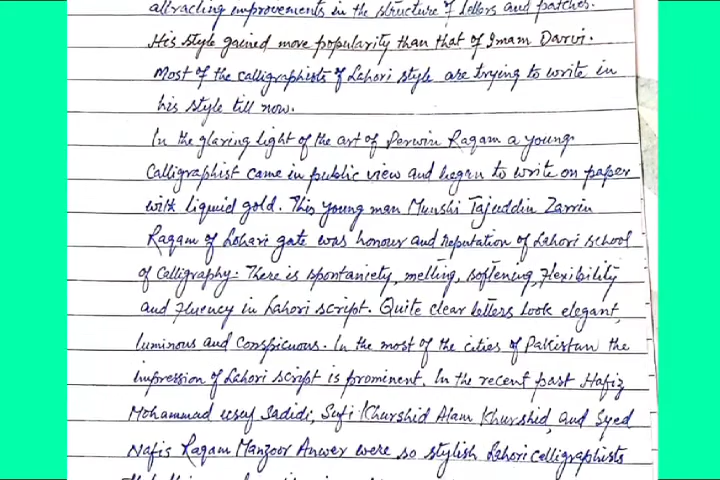 attracting improvements in the structure of letters and patches.
His style gained more popularity than that of Imam Darvi.
Most of the calligraphists of Lahori style are trying to write in
his style till now.
In the glaring light of the art of Perwin Raqam a young
Calligraphist came in public view and began to write on paper
with liquid gold. This young man Munshi Tajuddin Zarrin
Raqam of Lohari gate was honour and reputation of Lahori school
of Calligraphy. There is spontaniety, melting, softening, flexibility
and fluency in Lahori script. Quite clear letters look elegant,
luminous and conspicuous. In the most of the cities of Pakistan the
impression of Lahori script is prominent. In the recent past Hafiz
Mohammad Usaf Sadidi, Sufi Khurshid Alam Khurshid, and Syed
Nafis Raqam Manzoor Anwer were so stylish Lahori Calligraphists